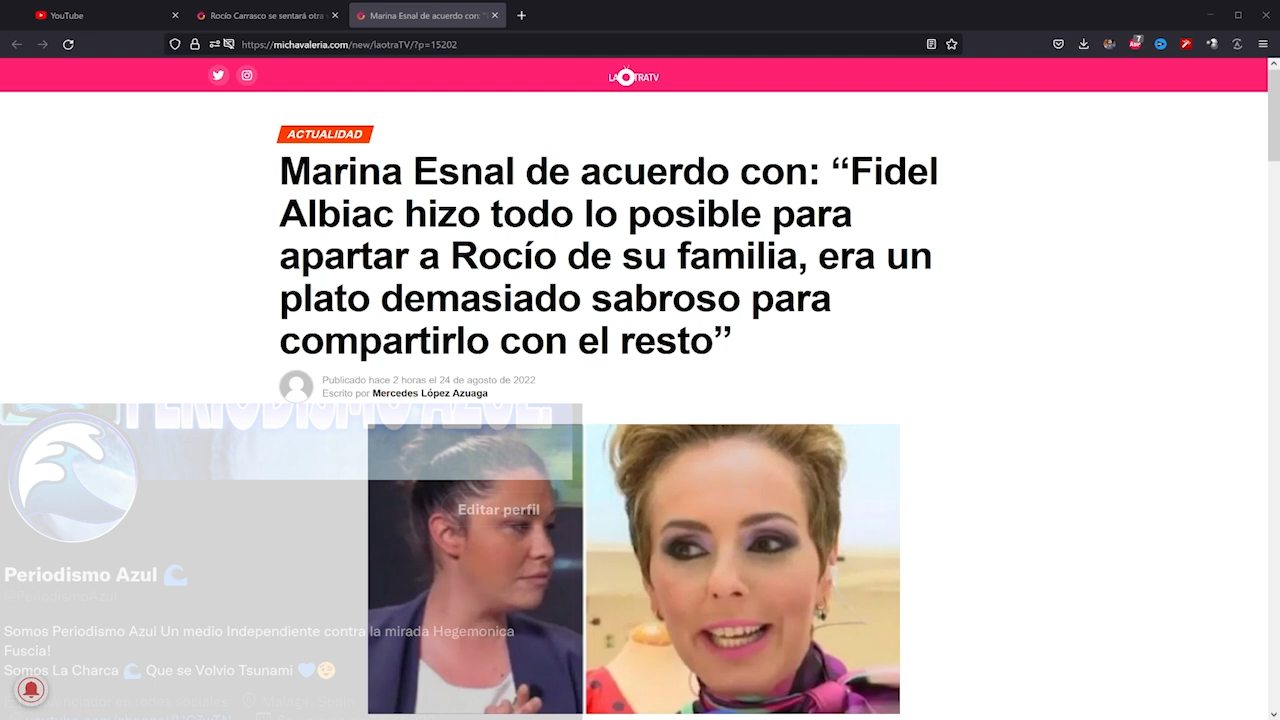 YouTube
Rocío Carrasco se sentará otra
Marina Esnal de acuerdo con: "
https://michavaleria.com/new/laotraTV/?p=15202
7
LAOTRATV
ACTUALIDAD
Marina Esnal de acuerdo con: “Fidel
Albiac hizo todo lo posible para
apartar a Rocío de su familia, era un
plato demasiado sabroso para
compartirlo con el resto”
Publicado hace 2 horas el 24 de agosto de 2022
Escrito por Mercedes López Azuaga
PERIODISMO AZUL
Editar perfil
Periodismo Azul 🌊
@PeriodismoAzul
Somos Periodismo Azul Un medio Independiente contra la mirada Hegemonica
Fuscia!
Somos La Charca 🌊 Que se Volvio Tsunami 💙😉